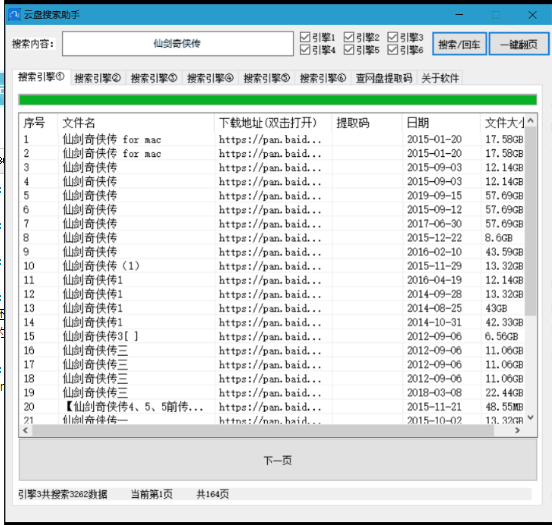 云盘搜索助手
搜索内容： 仙剑奇侠传 引擎1 引擎2 引擎3 搜索/回车 一键翻页
引擎4 引擎5 引擎6
搜索引擎① 搜索引擎② 搜索引擎③ 搜索引擎④ 搜索引擎⑤ 搜索引擎⑥ 查网盘提取码 关于软件
序号 文件名 下载地址(双击打开) 提取码 日期 文件大小
1 仙剑奇侠传 for mac https://pan.baid... 2015-01-20 17.58GB
2 仙剑奇侠传 for mac https://pan.baid... 2015-01-20 17.58GB
3 仙剑奇侠传 https://pan.baid... 2015-09-03 12.14GB
4 仙剑奇侠传 https://pan.baid... 2015-09-03 12.14GB
5 仙剑奇侠传 https://pan.baid... 2019-09-15 57.69GB
6 仙剑奇侠传 https://pan.baid... 2015-09-12 57.69GB
7 仙剑奇侠传 https://pan.baid... 2017-06-30 57.69GB
8 仙剑奇侠传 https://pan.baid... 2015-12-22 8.6GB
9 仙剑奇侠传 https://pan.baid... 2016-02-10 43.59GB
10 仙剑奇侠传（1） https://pan.baid... 2015-11-29 13.32GB
11 仙剑奇侠传1 https://pan.baid... 2016-04-19 12.14GB
12 仙剑奇侠传1 https://pan.baid... 2014-09-28 13.32GB
13 仙剑奇侠传1 https://pan.baid... 2014-08-25 43GB
14 仙剑奇侠传1 https://pan.baid... 2014-10-31 42.33GB
15 仙剑奇侠传3[ ] https://pan.baid... 2012-09-06 6.56GB
16 仙剑奇侠传三 https://pan.baid... 2012-09-06 11.06GB
17 仙剑奇侠传三 https://pan.baid... 2012-09-06 11.06GB
18 仙剑奇侠传三 https://pan.baid... 2012-09-06 11.06GB
19 仙剑奇侠传三 https://pan.baid... 2018-03-08 22.44GB
20 【仙剑奇侠传4、5、5前传... https://pan.baid... 2015-11-21 48.55MB
21 仙剑奇侠传一 https://pan.baid... 2015-10-02 13.32GB
下一页
引擎3共搜索3262数据 当前第1页 共164页